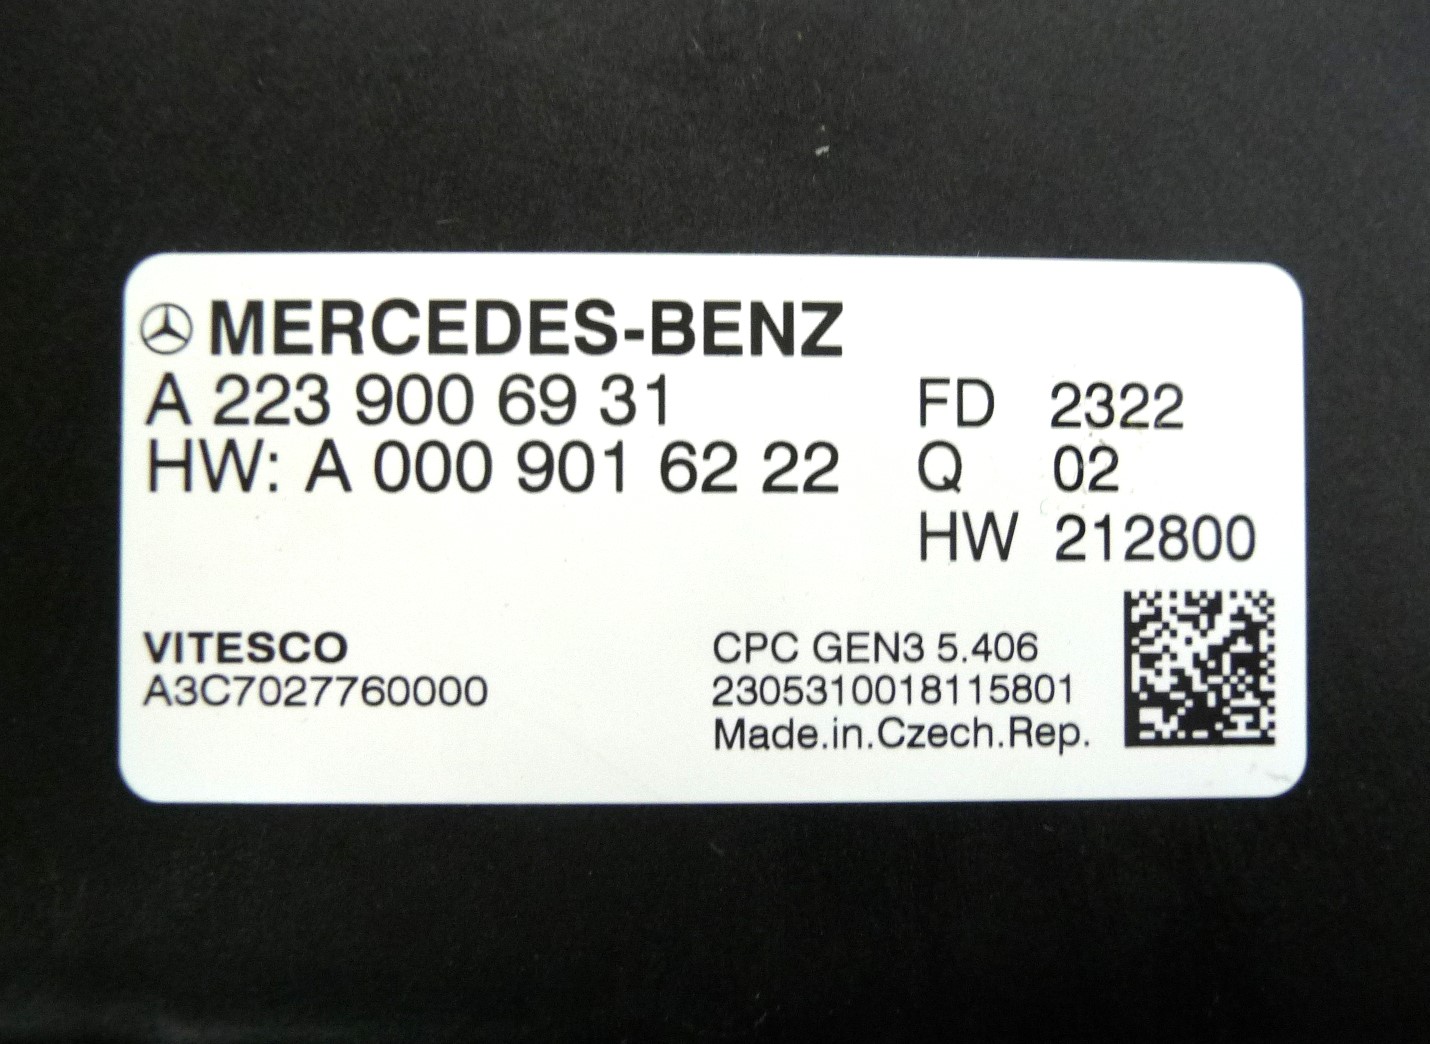 MERCEDES-BENZ
A 223 900 69 31 FD 2322
HW: A 000 901 62 22 Q 02
HW 212800
VITESCO
A3C7027760000
CPC GEN3 5.406
2305310018115801
Made.in.Czech.Rep.